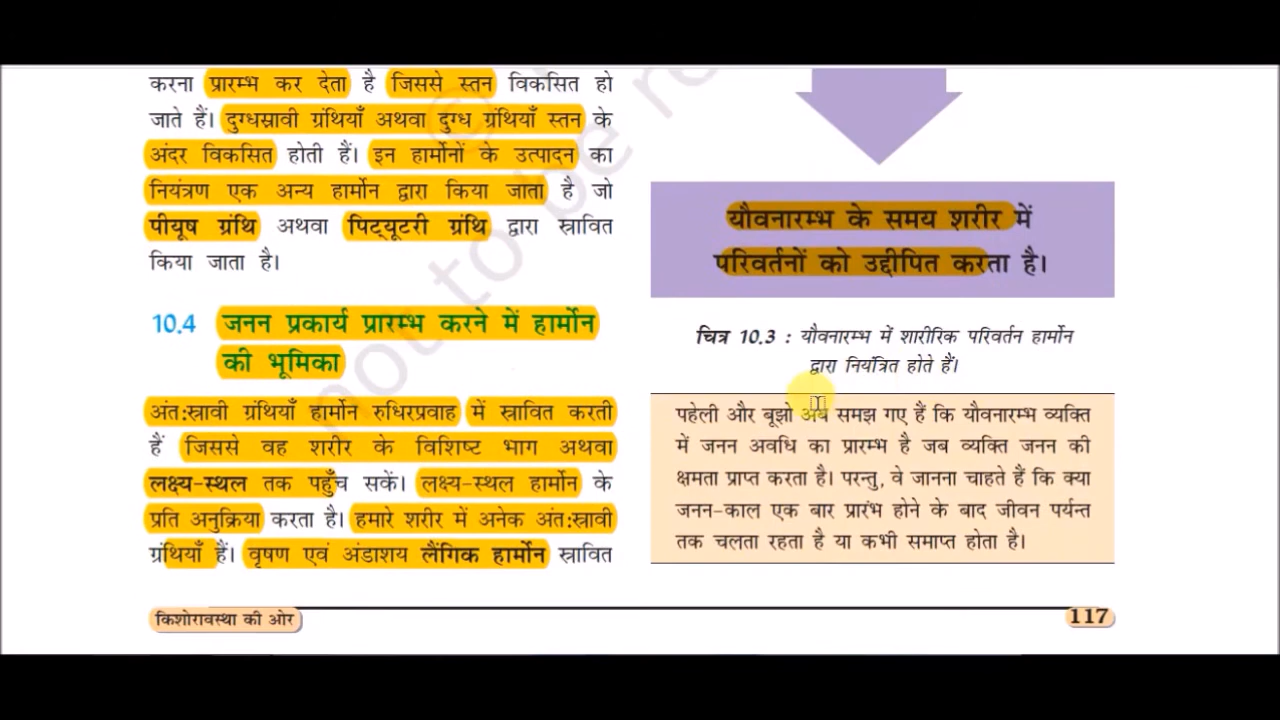 करना प्रारम्भ कर देता है जिससे स्तन विकसित हो
जाते हैं। दुग्धस्रावी ग्रंथियाँ अथवा दुग्ध ग्रंथियाँ स्तन के
अंदर विकसित होती हैं। इन हार्मोनों के उत्पादन का
नियंत्रण एक अन्य हार्मोन द्वारा किया जाता है जो
पीयूष ग्रंथि अथवा पिट्यूटरी ग्रंथि द्वारा स्रावित
किया जाता है।
10.4 जनन प्रकार्य प्रारम्भ करने में हार्मोन
की भूमिका
अंत:स्रावी ग्रंथियाँ हार्मोन रुधिरप्रवाह में स्रावित करती
हैं जिससे वह शरीर के विशिष्ट भाग अथवा
लक्ष्य-स्थल तक पहुँच सकें। लक्ष्य-स्थल हार्मोन के
प्रति अनुक्रिया करता है। हमारे शरीर में अनेक अंत:स्रावी
ग्रंथियाँ हैं। वृषण एवं अंडाशय लैंगिक हार्मोन स्रावित
यौवनारम्भ के समय शरीर में
परिवर्तनों को उद्दीपित करता है।
चित्र 10.3 : यौवनारम्भ में शारीरिक परिवर्तन हार्मोन
द्वारा नियंत्रित होते हैं।
पहेली और बूझो अब समझ गए हैं कि यौवनारम्भ व्यक्ति
में जनन अवधि का प्रारम्भ है जब व्यक्ति जनन की
क्षमता प्राप्त करता है। परन्तु, वे जानना चाहते हैं कि क्या
जनन-काल एक बार प्रारंभ होने के बाद जीवन पर्यन्त
तक चलता रहता है या कभी समाप्त होता है।
किशोरावस्था की ओर
117
not to be re